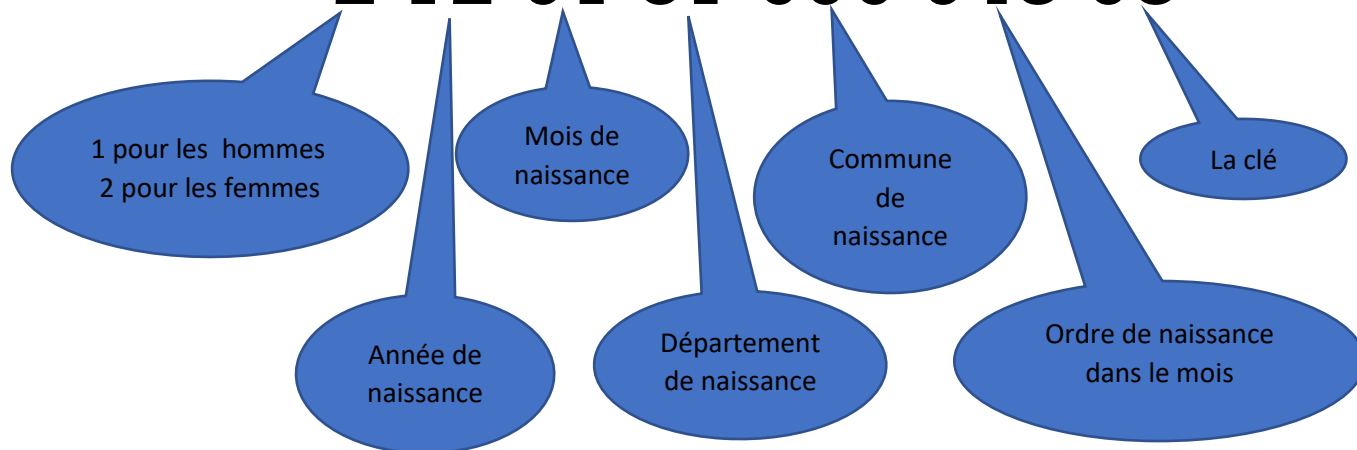 1 pour les hommes
2 pour les femmes
Mois de
naissance
Commune
de
naissance
La clé
Année de
naissance
Département
de naissance
Ordre de naissance
dans le mois